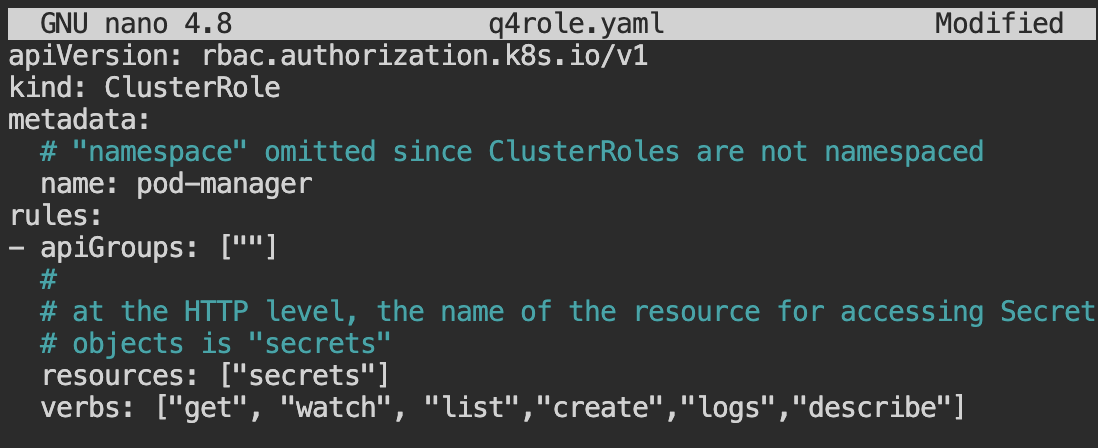 GNU nano 4.8 q4role.yaml Modified
apiVersion: rbac.authorization.k8s.io/v1
kind: ClusterRole
metadata:
  # "namespace" omitted since ClusterRoles are not namespaced
  name: pod-manager
rules:
- apiGroups: [""]
  #
  # at the HTTP level, the name of the resource for accessing Secret
  # objects is "secrets"
  resources: ["secrets"]
  verbs: ["get", "watch", "list","create","logs","describe"]